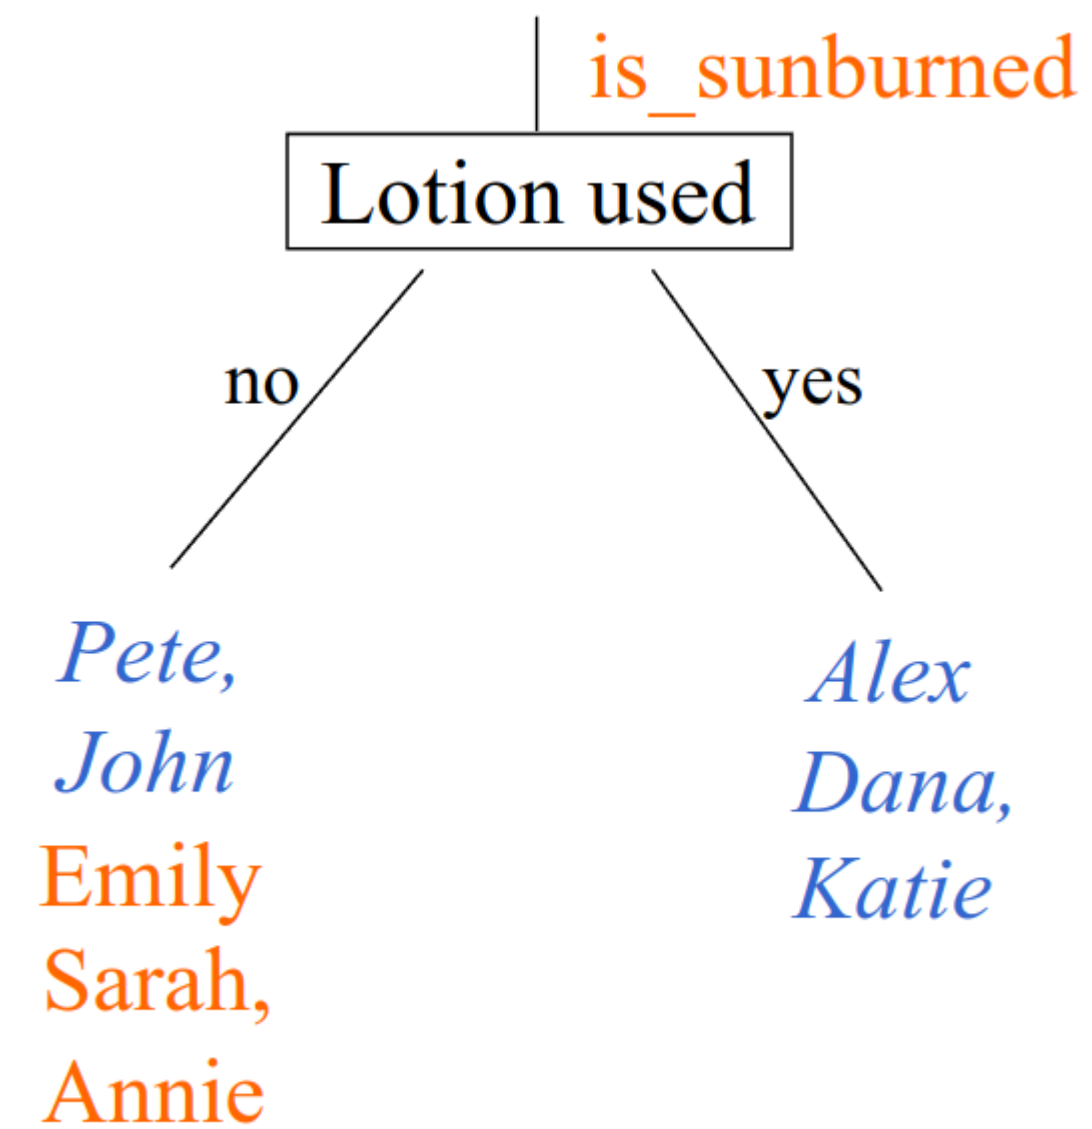 is_sunburned
Lotion used
no
yes
Pete,
John
Emily
Sarah,
Annie
Alex
Dana,
Katie